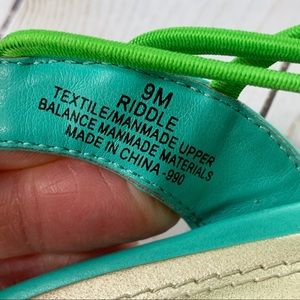 9M
RIDDLE
TEXTILE/MANMADE UPPER
BALANCE MANMADE MATERIALS
MADE IN CHINA -990